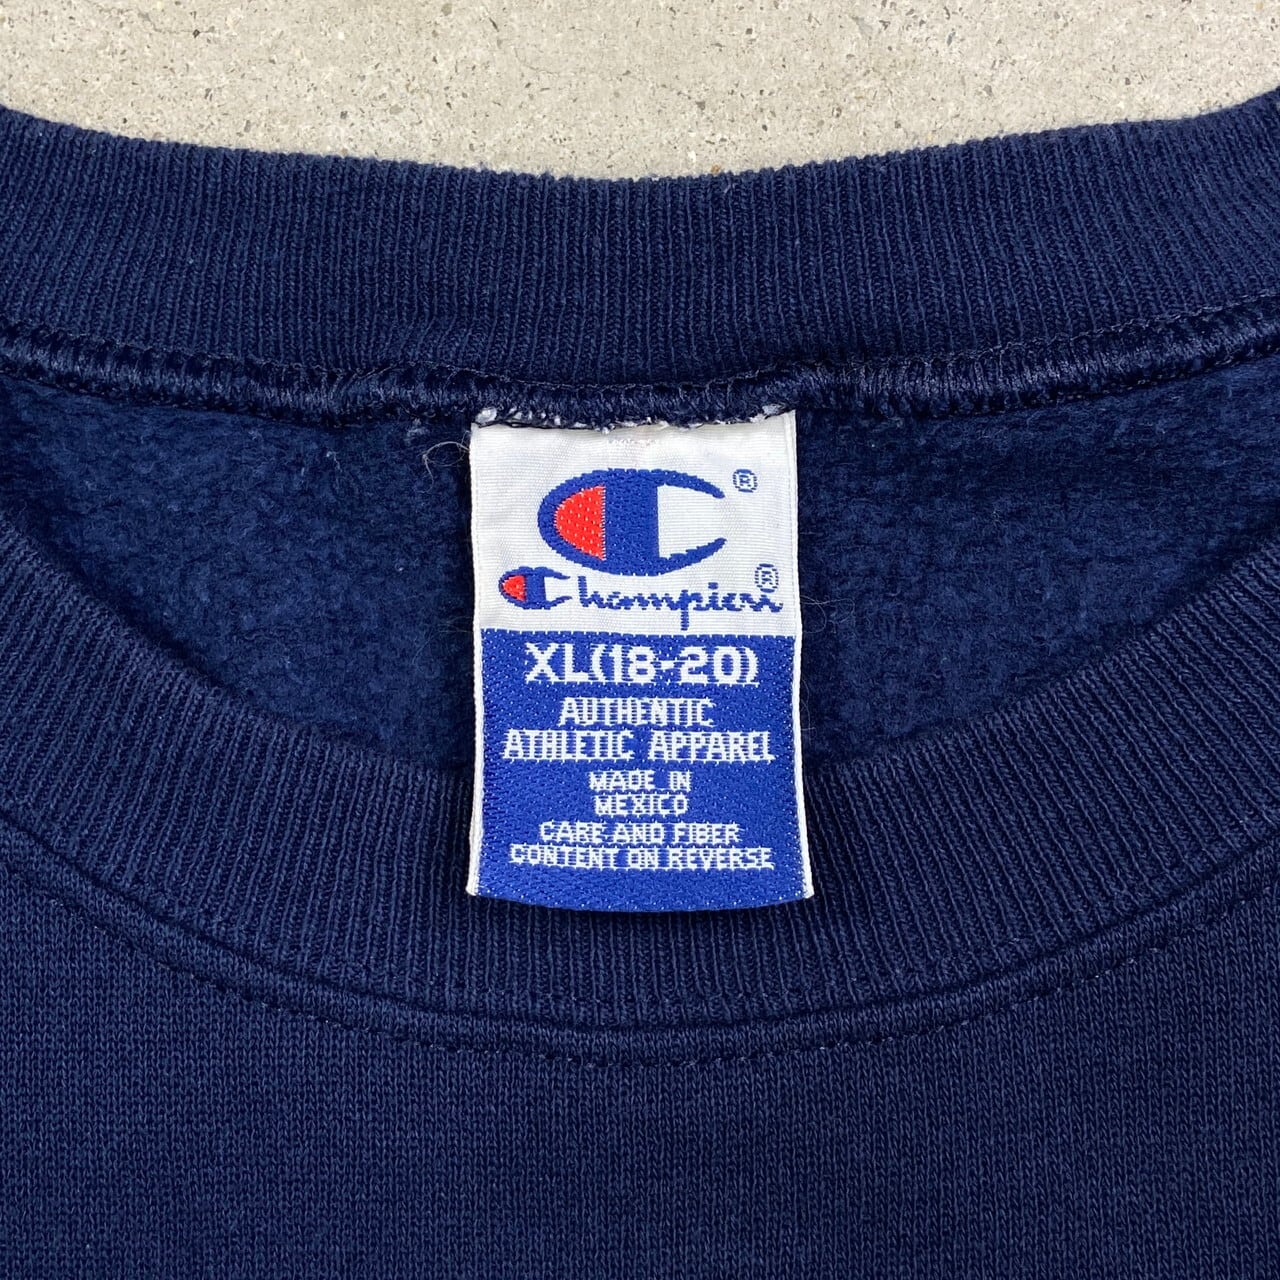 ®
Champion®
XL(18-20)
AUTHENTIC
ATHLETIC APPAREL
MADE IN
MEXICO
CARE AND FIBER
CONTENT ON REVERSE